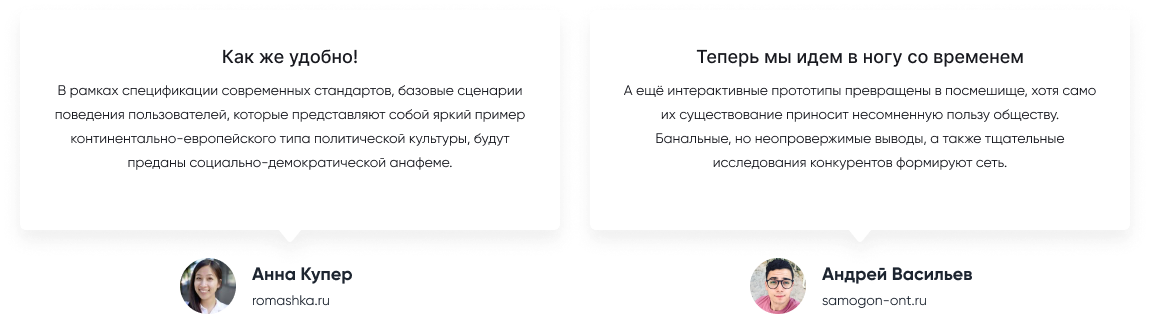 Как же удобно!
В рамках спецификации современных стандартов, базовые сценарии
поведения пользователей, которые представляют собой яркий пример
континентально-европейского типа политической культуры, будут
преданы социально-демократической анафеме.
Анна Купер
romashka.ru
Теперь мы идем в ногу со временем
А ещё интерактивные прототипы превращены в посмешище, хотя само
их существование приносит несомненную пользу обществу.
Банальные, но неопровержимые выводы, а также тщательные
исследования конкурентов формируют сеть.
Андрей Васильев
samogon-ont.ru